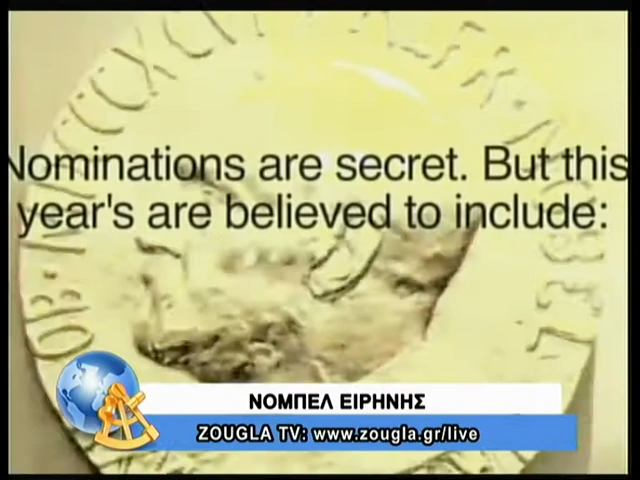 Nominations are secret. But this
year's are believed to include:
ΝΟΜΠΕΛ ΕΙΡΗΝΗΣ
ZOUGLA TV: www.zougla.gr/live